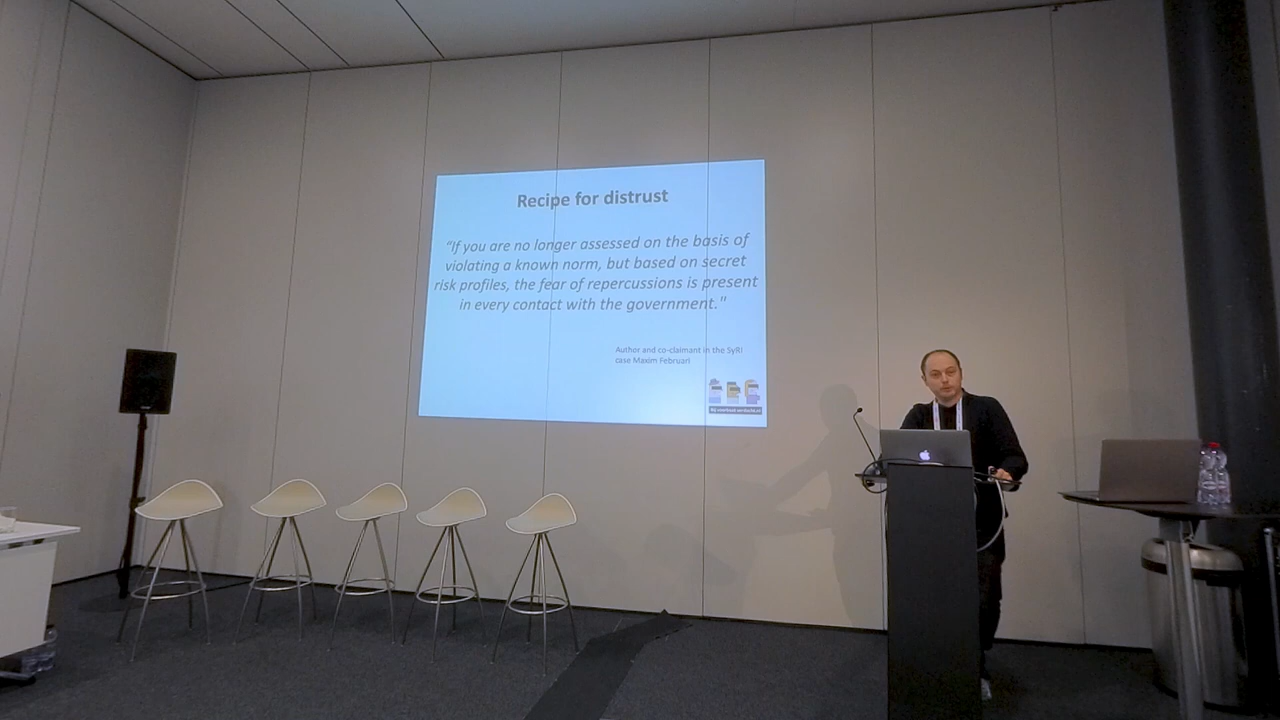 Recipe for distrust
“If you are no longer assessed on the basis of
violating a known norm, but based on secret
risk profiles, the fear of repercussions is present
in every contact with the government."
Author and co-claimant in the SyRI
case Maxim Februari